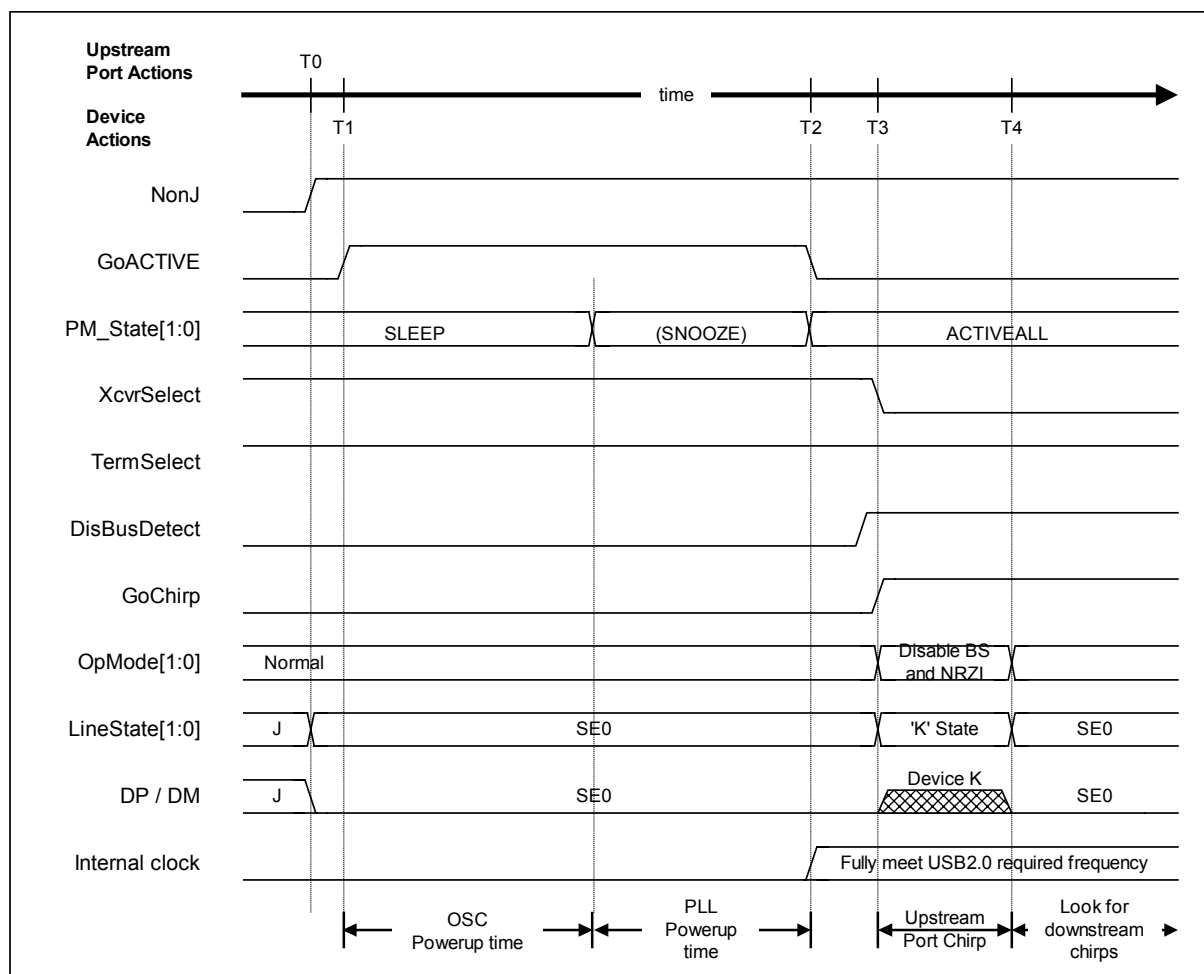 Upstream
Port Actions
T0
time
Device
Actions
T1 T2 T3 T4
NonJ
GoACTIVE
PM_State[1:0] SLEEP (SNOOZE) ACTIVEALL
XcvrSelect
TermSelect
DisBusDetect
GoChirp
OpMode[1:0] Normal Disable BS
and NRZI
LineState[1:0] J SE0 'K' State SE0
Device K
DP / DM J SE0 SE0
Internal clock Fully meet USB2.0 required frequency
OSC
Powerup time
PLL
Powerup
time
Upstream
Port Chirp
Look for
downstream
chirps